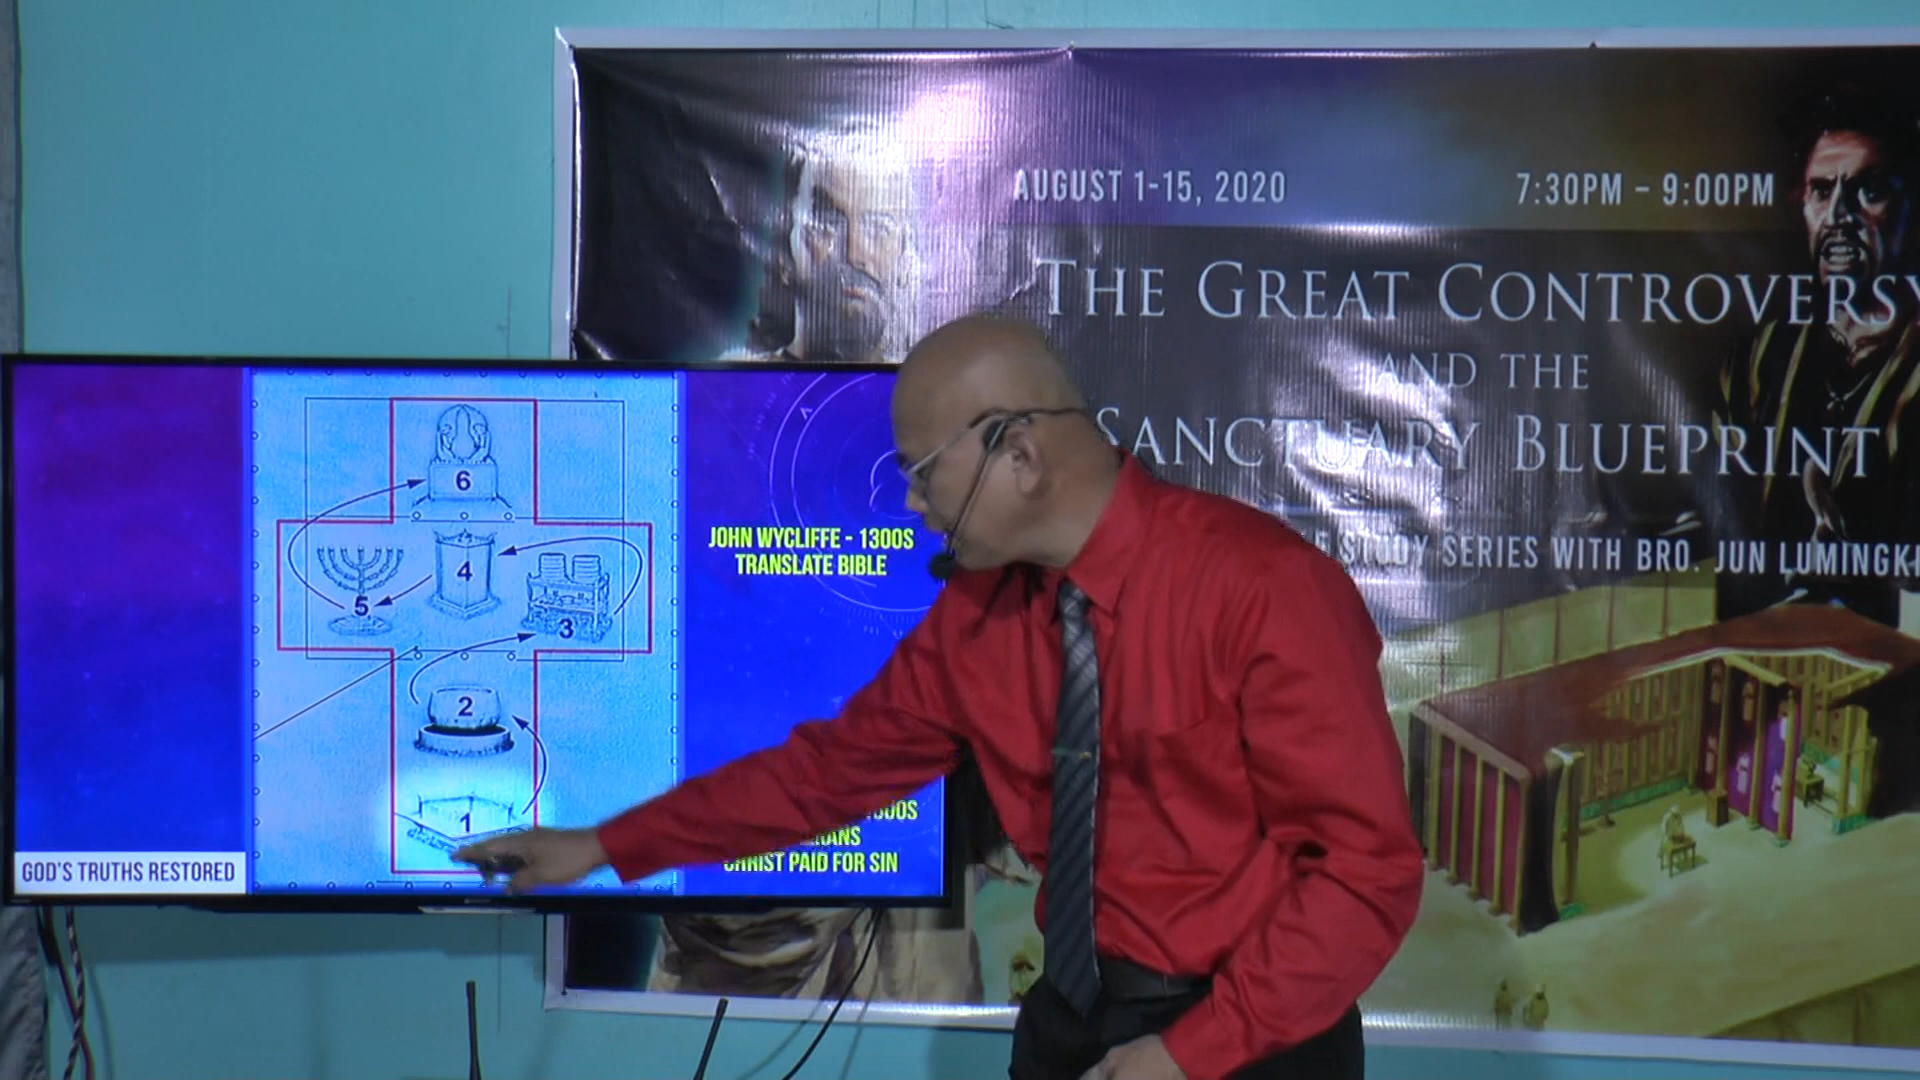 AUGUST 1-15, 2020
7:30PM – 9:00PM
THE GREAT CONTROVERSY
AND THE
SANCTUARY BLUEPRINT
STUDY SERIES WITH BRO. JUN
6
4
5
3
2
1
JOHN WYCLIFFE - 1300S
TRANSLATE BIBLE
CHRIST PAID FOR SIN
GOD'S TRUTHS RESTORED